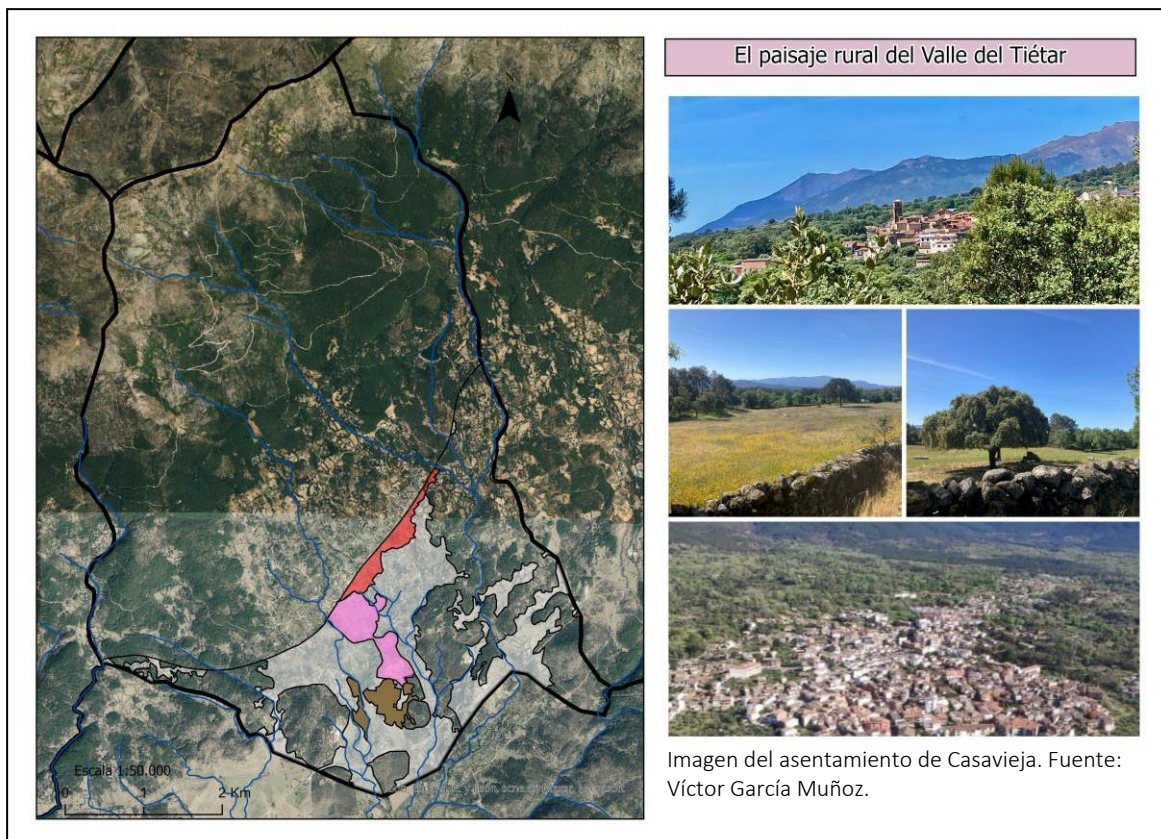 El paisaje rural del Valle del Tiétar
Escala 1:50.000
0 1 2 Km
Microsoft
Imagen del asentamiento de Casavieja. Fuente:
Víctor García Muñoz.